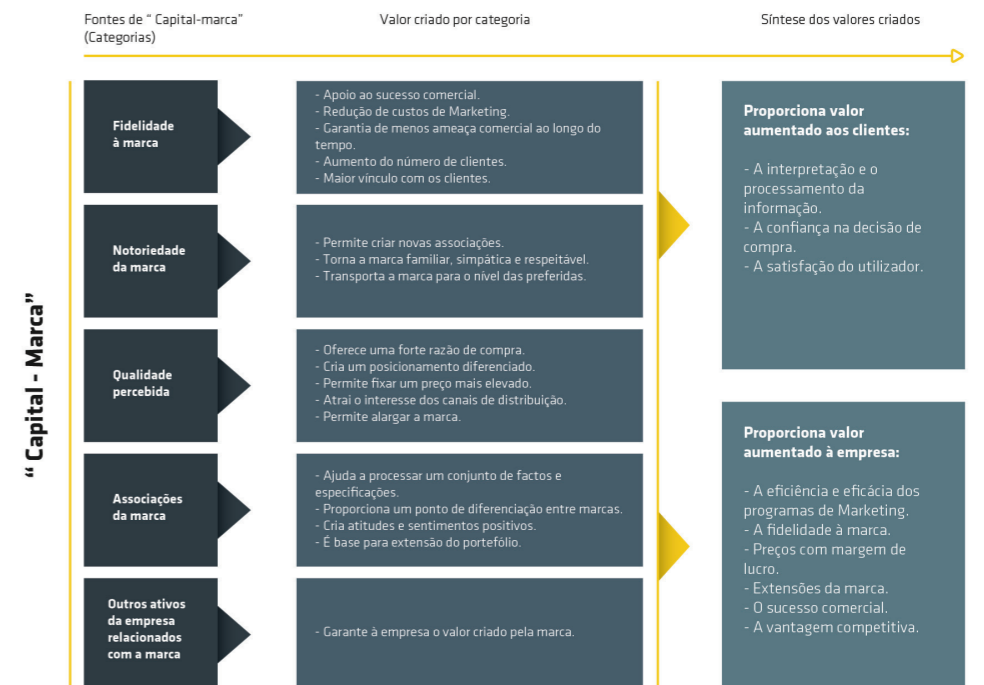 Fontes de “ Capital-marca”
(Categorias)
Valor criado por categoria
Síntese dos valores criados
“ Capital - Marca”
Fidelidade
à marca
- Apoio ao sucesso comercial.
- Redução de custos de Marketing.
- Garantia de menos ameaça comercial ao longo do
tempo.
- Aumento do número de clientes.
- Maior vínculo com os clientes.
Notoriedade
da marca
- Permite criar novas associações.
- Torna a marca familiar, simpática e respeitável.
- Transporta a marca para o nível das preferidas.
Qualidade
percebida
- Oferece uma forte razão de compra.
- Cria um posicionamento diferenciado.
- Permite fixar um preço mais elevado.
- Atrai o interesse dos canais de distribuição.
- Permite alargar a marca.
Associações
da marca
- Ajuda a processar um conjunto de factos e
especificações.
- Proporciona um ponto de diferenciação entre marcas.
- Cria atitudes e sentimentos positivos.
- É base para extensão do portefólio.
Outros ativos
da empresa
relacionados
com a marca
- Garante à empresa o valor criado pela marca.
Proporciona valor
aumentado aos clientes:
- A interpretação e o
processamento da
informação.
- A confiança na decisão de
compra.
- A satisfação do utilizador.
Proporciona valor
aumentado à empresa:
- A eficiência e eficácia dos
programas de Marketing.
- A fidelidade à marca.
- Preços com margem de
lucro.
- Extensões da marca.
- O sucesso comercial.
- A vantagem competitiva.